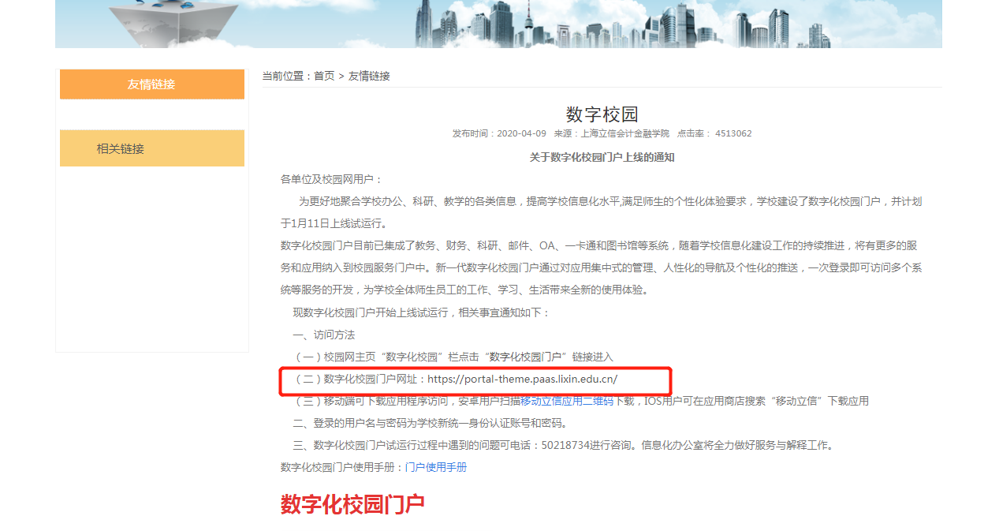 友情链接
相关链接
当前位置：首页 > 友情链接
数字校园
发布时间：2020-04-09 来源：上海立信会计金融学院 点击率： 4513062
关于数字化校园门户上线的通知
各单位及校园网用户：
为更好地聚合学校办公、科研、教学的各类信息，提高学校信息化水平,满足师生的个性化体验要求，学校建设了数字化校园门户，并计划
于1月11日上线试运行。
数字化校园门户目前已集成了教务、财务、科研、邮件、OA、一卡通和图书馆等系统，随着学校信息化建设工作的持续推进，将有更多的服
务和应用纳入到校园服务门户中。新一代数字化校园门户通过对应用集中式的管理、人性化的导航及个性化的推送，一次登录即可访问多个系
统等服务的开发，为学校全体师生员工的工作、学习、生活带来全新的使用体验。
现数字化校园门户开始上线试运行，相关事宜通知如下：
一、访问方法
（一）校园网主页“数字化校园”栏点击“数字化校园门户”链接进入
（二）数字化校园门户网址：https://portal-theme.paas.lixin.edu.cn/
（三）移动端可下载应用程序访问，安卓用户扫描移动立信应用二维码下载，IOS用户可在应用商店搜索“移动立信”下载应用
二、登录的用户名与密码为学校新统一身份认证账号和密码。
三、数字化校园门户试运行过程中遇到的问题可电话：50218734进行咨询。信息化办公室将全力做好服务与解释工作。
数字化校园门户使用手册：门户使用手册
数字化校园门户